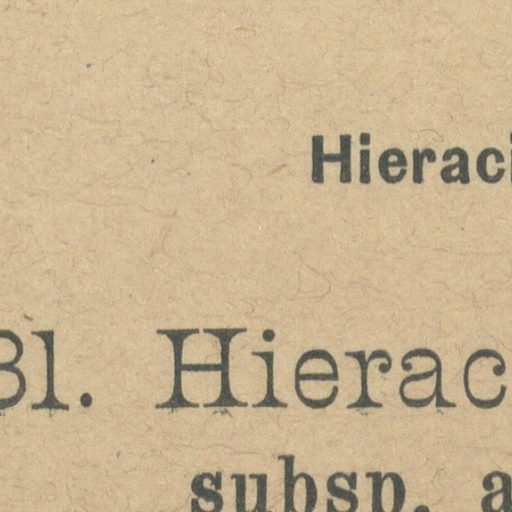 Hieraci
31. Hierac
subsp. a